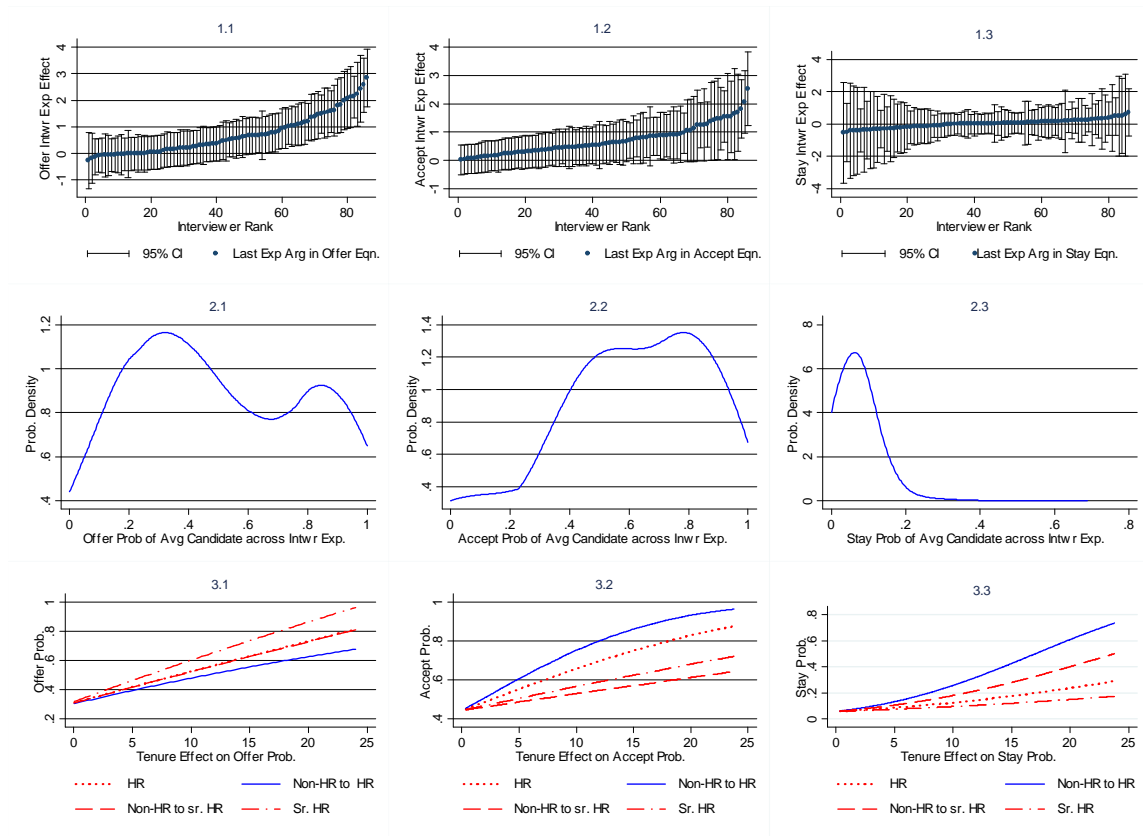 1.1
Offer Intwr Exp Effect
4
3
2
1
0
-1
0 20 40 60 80
Interviewer Rank
95% CI Last Exp Arg in Offer Eqn.
1.2
Accept Intwr Exp Effect
4
3
2
1
0
-1
0 20 40 60 80
Interviewer Rank
95% CI Last Exp Arg in Accept Eqn.
1.3
Stay Intwr Exp Effect
4
2
0
-2
-4
0 20 40 60 80
Interviewer Rank
95% CI Last Exp Arg in Stay Eqn.
2.1
Prob. Density
1.2
1
.8
.6
.4
0 .2 .4 .6 .8 1
Offer Prob of Avg Candidate across Intwr Exp.
2.2
Prob. Density
1.4
1.2
1
.8
.6
.4
0 .2 .4 .6 .8 1
Accept Prob of Avg Candidate across Inwr Exp.
2.3
Prob. Density
8
6
4
2
0
0 .2 .4 .6 .8
Stay Prob of Avg Candidate across Intwr Exp.
3.1
Offer Prob.
1
.8
.6
.4
.2
0 5 10 15 20 25
Tenure Effect on Offer Prob.
HR Non-HR to HR
Non-HR to sr. HR Sr. HR
3.2
Accept Prob.
1
.8
.6
.4
0 5 10 15 20 25
Tenure Effect on Accept Prob.
HR Non-HR to HR
Non-HR to sr. HR Sr. HR
3.3
Stay Prob.
.8
.6
.4
.2
0
0 5 10 15 20 25
Tenure Effect on Stay Prob.
HR Non-HR to HR
Non-HR to sr. HR Sr. HR